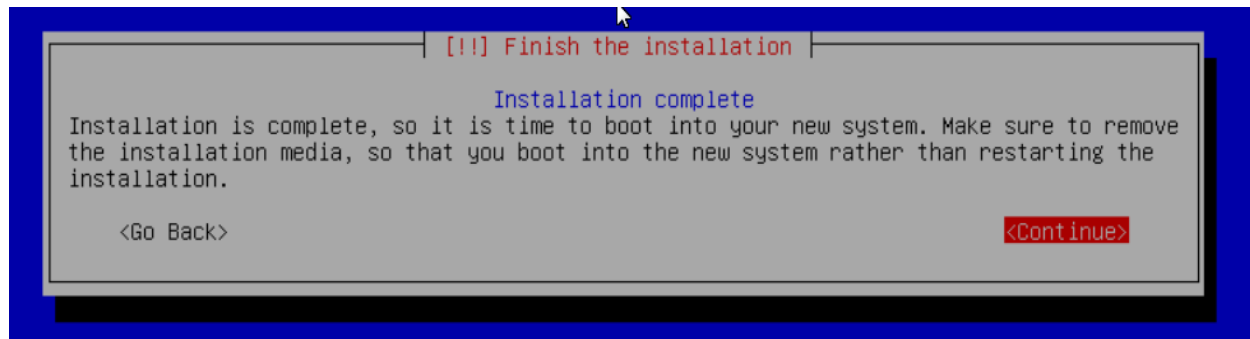 [!!] Finish the installation
Installation complete
Installation is complete, so it is time to boot into your new system. Make sure to remove
the installation media, so that you boot into the new system rather than restarting the
installation.
<Go Back> <Continue>